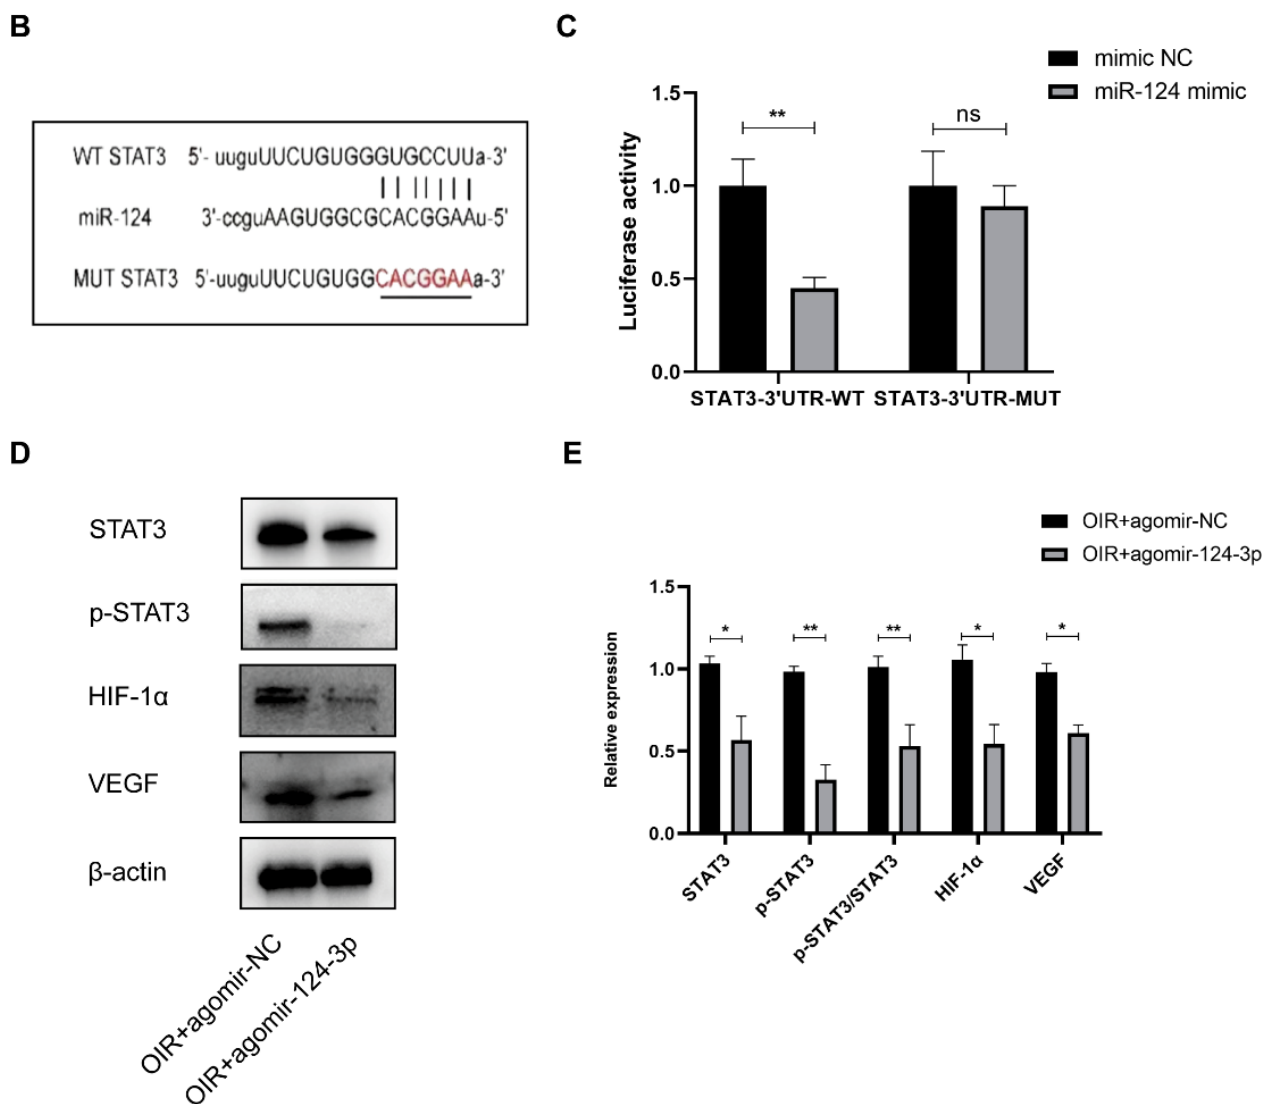 B
WT STAT3 5'- uuguUUCUGUGGGUGCCUUa-3'
miR-124 3'-ccguAAGUGGCGCACGGAAu-5'
MUT STAT3 5'-uuguUUCUGUGGCACGGAAa-3'
C
mimic NC
miR-124 mimic
Luciferase activity
1.5
1.0
0.5
0.0
**
ns
STAT3-3'UTR-WT STAT3-3'UTR-MUT
D
STAT3
p-STAT3
HIF-1α
VEGF
β-actin
OIR+agomir-NC
OIR+agomir-124-3p
E
OIR+agomir-NC
OIR+agomir-124-3p
Relative expression
1.5
1.0
0.5
0.0
*
**
**
*
*
STAT3
p-STAT3
p-STAT3/STAT3
HIF-1α
VEGF